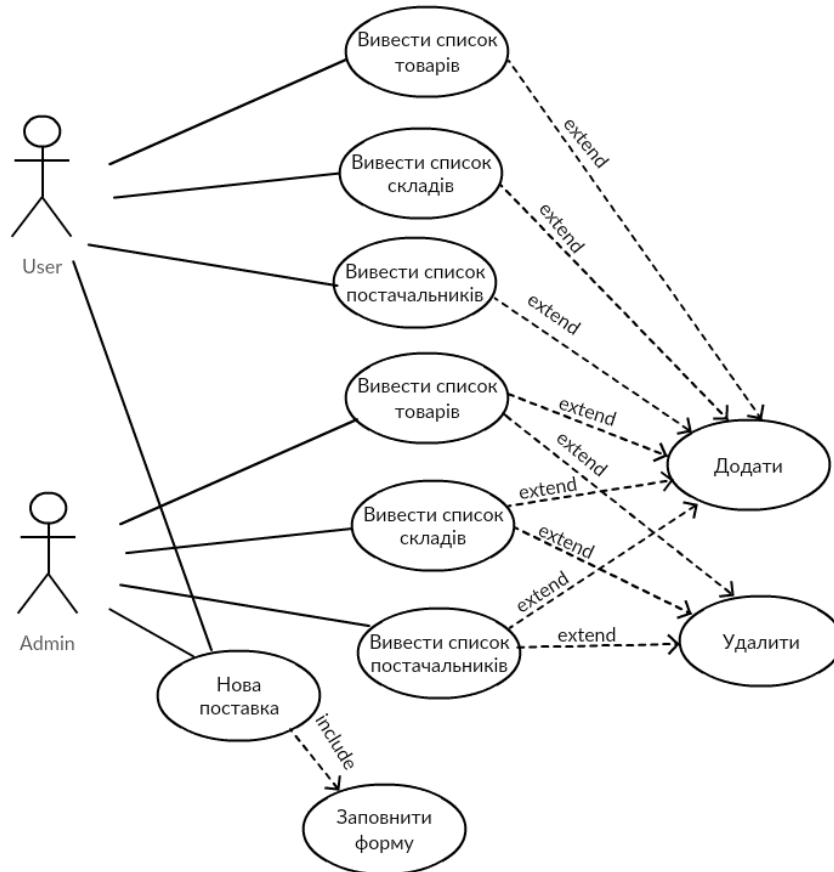 Вивести список
товарів
extend
Вивести список
складів
extend
User
Вивести список
постачальників
extend
Вивести список
товарів
extend
extend
Додати
Вивести список
складів
extend
extend
extend
Admin
Вивести список
постачальників
extend
Удалити
Нова
поставка
include
Заповнити
форму